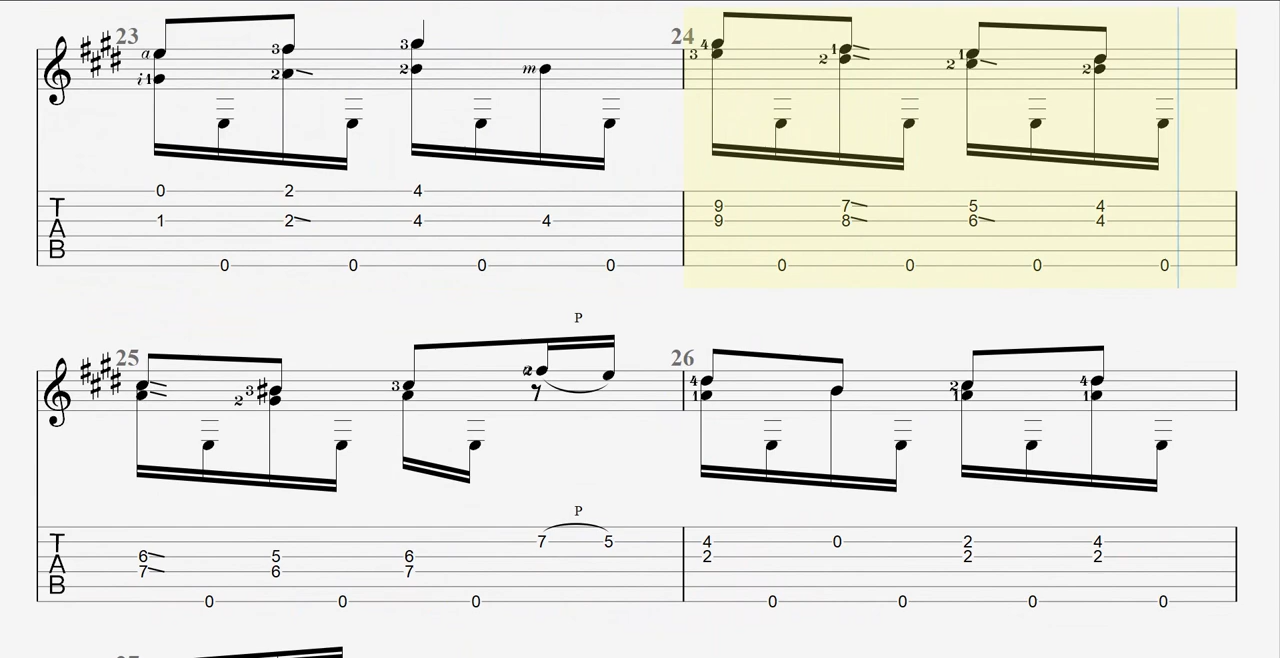 23 24
a 3 3 4 1 1
i 1 2 2 m 3 2 2 2
0 2 4
T 9 7 5 4
1 2 4 4 9 8 6 4
A
B
0 0 0 0 0 0 0 0
P
25 26
3 3 2 4 2 4
2 1 1 1
P
T 7 5 4 0 2 4
6 5 6 2 2 2
A 7 6 7
B
0 0 0 0 0 0 0
27